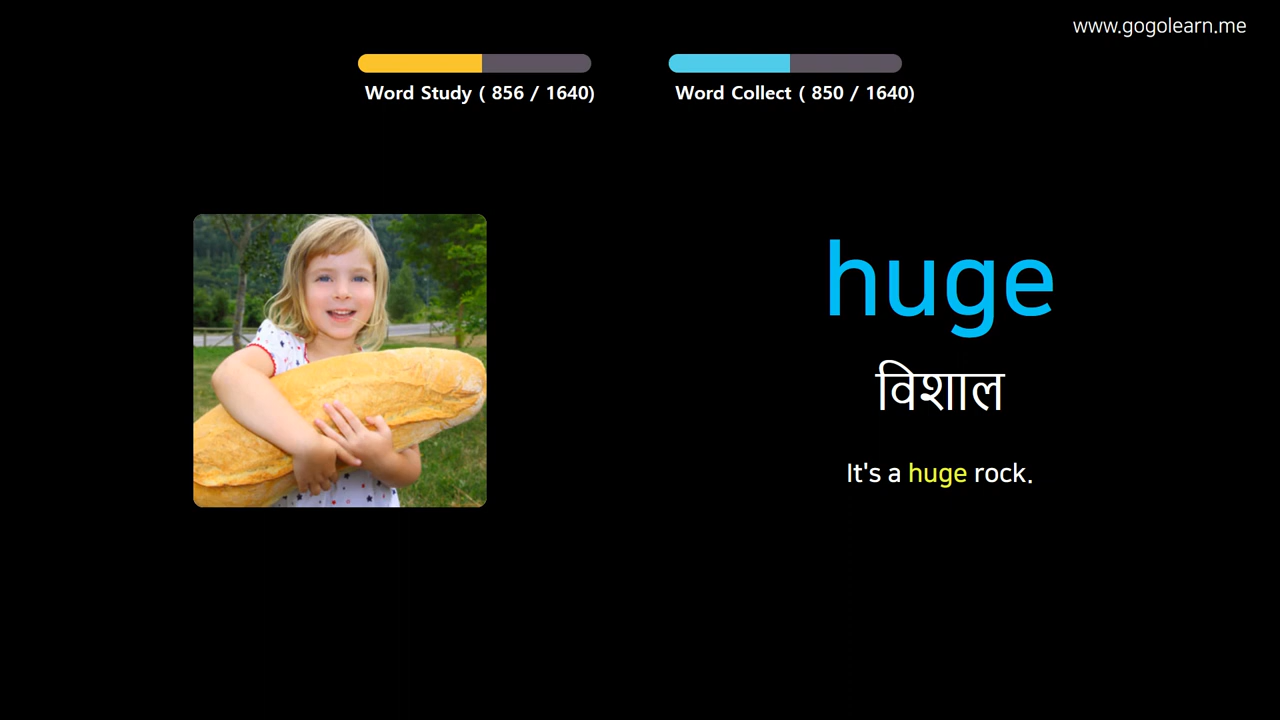 www.gogolearn.me
Word Study ( 856 / 1640)
Word Collect ( 850 / 1640)
huge
विशाल
It's a huge rock.